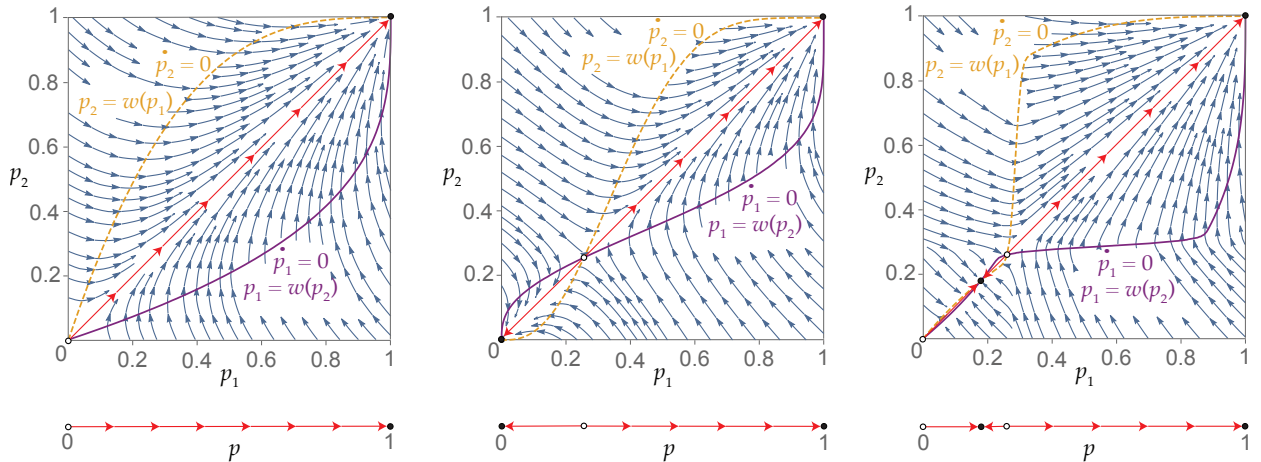 1
0.8
0.6
0.4
0.2
0
p₂
ṗ₂ = 0
p₂ = w(p₁)
ṗ₁ = 0
p₁ = w(p₂)
0 0.2 0.4 0.6 0.8 1
p₁
0 p 1
1
0.8
0.6
0.4
0.2
0
p₂
ṗ₂ = 0
p₂ = w(p₁)
ṗ₁ = 0
p₁ = w(p₂)
0.2 0.4 0.6 0.8 1
p₁
0 p 1
1
0.8
0.6
0.4
0.2
0
p₂
ṗ₂ = 0
p₂ = w(p₁)
ṗ₁ = 0
p₁ = w(p₂)
0.2 0.4 0.6 0.8 1
p₁
0 p 1